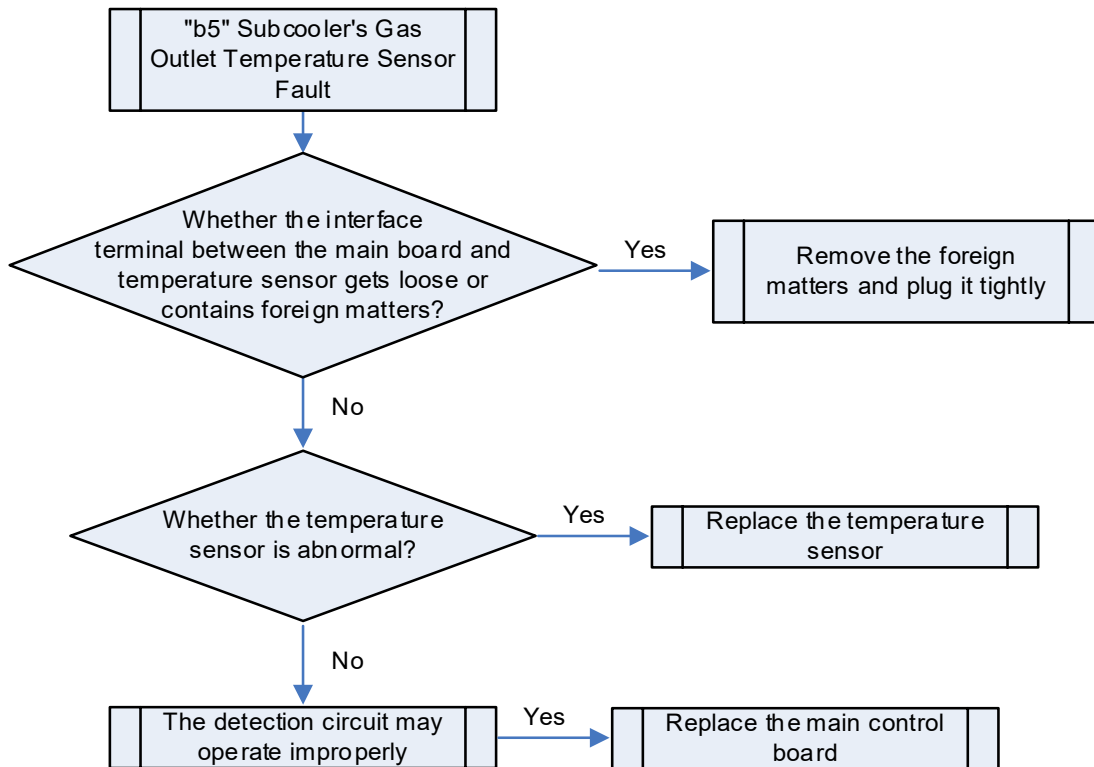 "b5" Subcooler's Gas
Outlet Temperature Sensor
Fault
Whether the interface
terminal between the main board and
temperature sensor gets loose or
contains foreign matters?
Yes
Remove the foreign
matters and plug it tightly
No
Whether the temperature
sensor is abnormal?
Yes
Replace the temperature
sensor
No
The detection circuit may
operate improperly
Yes
Replace the main control
board